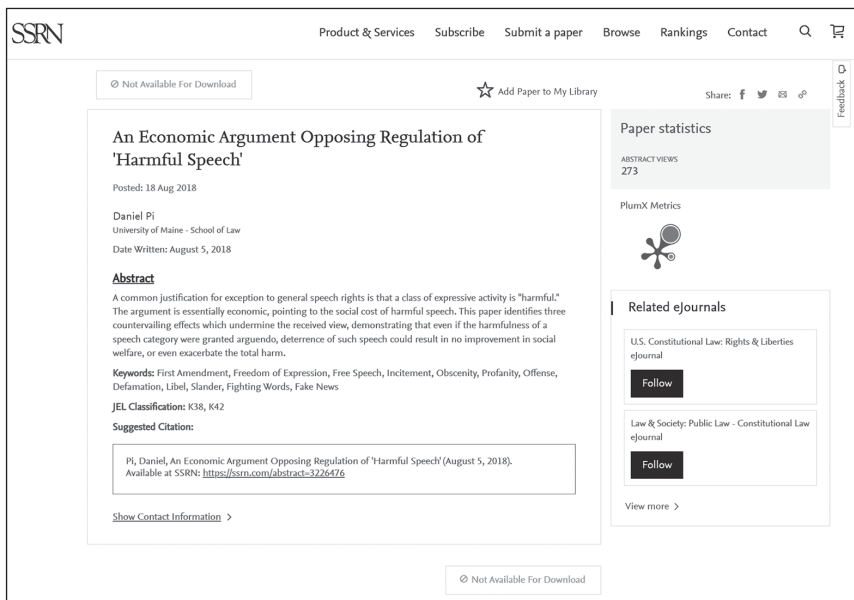 SSRN
Product & Services Subscribe Submit a paper Browse Rankings Contact
Feedback
Not Available For Download
Add Paper to My Library
Share:
An Economic Argument Opposing Regulation of
'Harmful Speech'
Posted: 18 Aug 2018
Daniel Pi
University of Maine - School of Law
Date Written: August 5, 2018
Abstract
A common justification for exception to general speech rights is that a class of expressive activity is "harmful."
The argument is essentially economic, pointing to the social cost of harmful speech. This paper identifies three
countervailing effects which undermine the received view, demonstrating that even if the harmfulness of a
speech category were granted arguendo, deterrence of such speech could result in no improvement in social
welfare, or even exacerbate the total harm.
Keywords: First Amendment, Freedom of Expression, Free Speech, Incitement, Obscenity, Profanity, Offense,
Defamation, Libel, Slander, Fighting Words, Fake News
JEL Classification: K38, K42
Suggested Citation:
Pi, Daniel, An Economic Argument Opposing Regulation of 'Harmful Speech' (August 5, 2018).
Available at SSRN: https://ssrn.com/abstract=3226476
Show Contact Information >
Paper statistics
ABSTRACT VIEWS
273
PlumX Metrics
Related eJournals
U.S. Constitutional Law: Rights & Liberties
eJournal
Follow
Law & Society: Public Law - Constitutional Law
eJournal
Follow
View more >
Not Available For Download